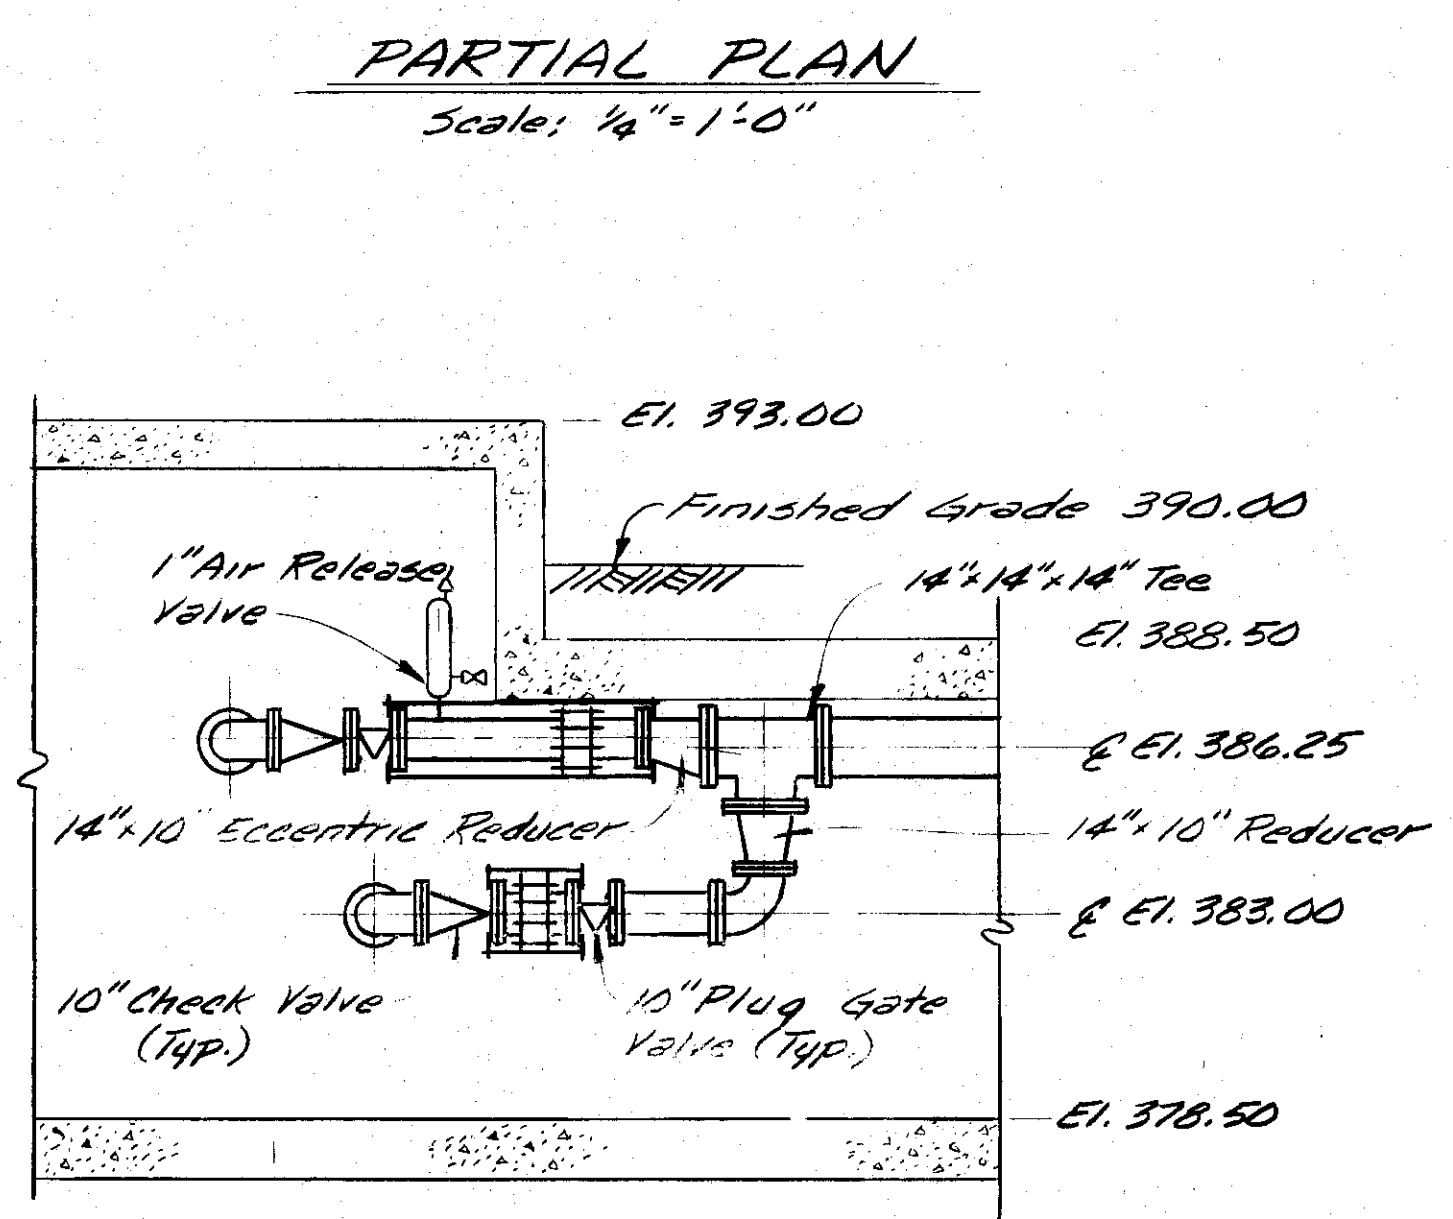 PARTIAL PLAN
Scale: 1/4" = 1'-0"
El. 393.00
Finished Grade 390.00
1" Air Release
Valve
14"x14"x14" Tee
El. 388.50
℄ El. 386.25
14"x10" Eccentric Reducer
14"x10" Reducer
℄ El. 383.00
10" Check Valve
(Typ.)
10" Plug Gate
Valve (Typ.)
El. 378.50